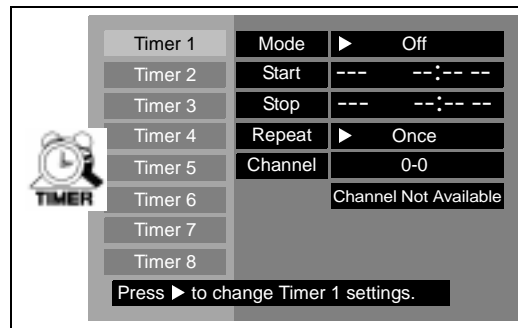 Timer 1 Mode ▶ Off
Timer 2 Start --- --:-- --
Timer 3 Stop --- --:-- --
Timer 4 Repeat ▶ Once
Timer 5 Channel 0-0
TIMER Timer 6 Channel Not Available
Timer 7
Timer 8
Press ▶ to change Timer 1 settings.